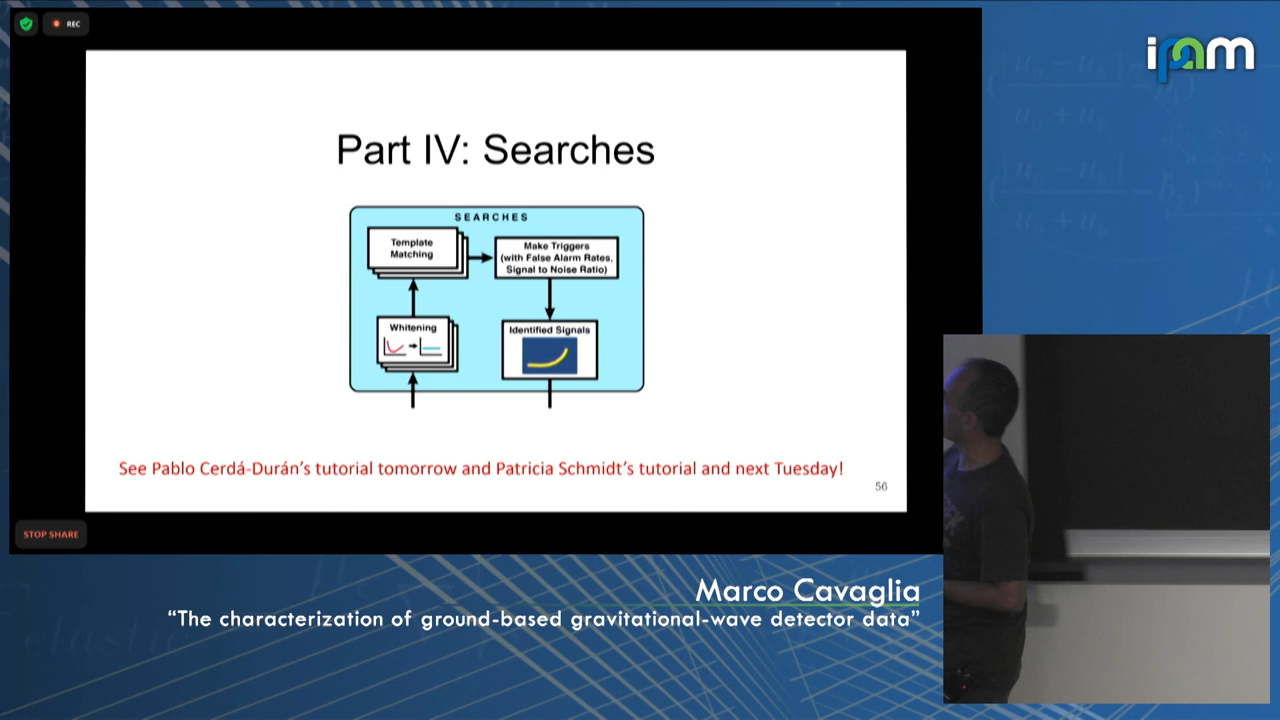 REC
ipam
Part IV: Searches
SEARCHES
Template
Matching
Make Triggers
(with False Alarm Rates,
Signal to Noise Ratio)
Whitening
Identified Signals
See Pablo Cerdá-Durán's tutorial tomorrow and Patricia Schmidt's tutorial and next Tuesday!
56
STOP SHARE
Marco Cavaglia
“The characterization of ground-based gravitational-wave detector data”